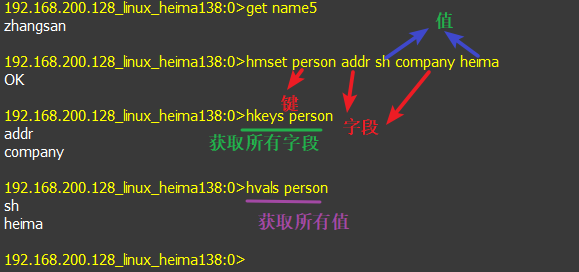 192.168.200.128_linux_heima138:0>get name5
zhangsan
值
192.168.200.128_linux_heima138:0>hmset person addr sh company heima
OK
键
192.168.200.128_linux_heima138:0>hkeys person
字段
addr
获取所有字段
company
192.168.200.128_linux_heima138:0>hvals person
sh
获取所有值
heima
192.168.200.128_linux_heima138:0>